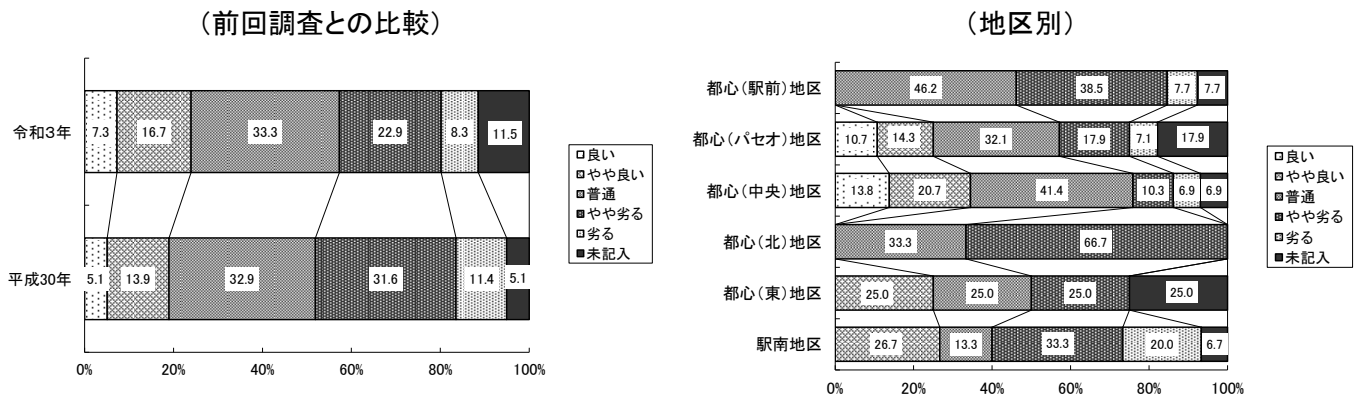 （前回調査との比較）
令和３年
7.3 16.7 33.3 22.9 8.3 11.5
平成30年
5.1 13.9 32.9 31.6 11.4 5.1
0% 20% 40% 60% 80% 100%
良い
やや良い
普通
やや劣る
劣る
未記入
（地区別）
都心（駅前）地区 46.2 38.5 7.7 7.7
都心（パセオ）地区 10.7 14.3 32.1 17.9 7.1 17.9
都心（中央）地区 13.8 20.7 41.4 10.3 6.9 6.9
都心（北）地区 33.3 66.7
都心（東）地区 25.0 25.0 25.0 25.0
駅南地区 26.7 13.3 33.3 20.0 6.7
0% 20% 40% 60% 80% 100%
良い
やや良い
普通
やや劣る
劣る
未記入